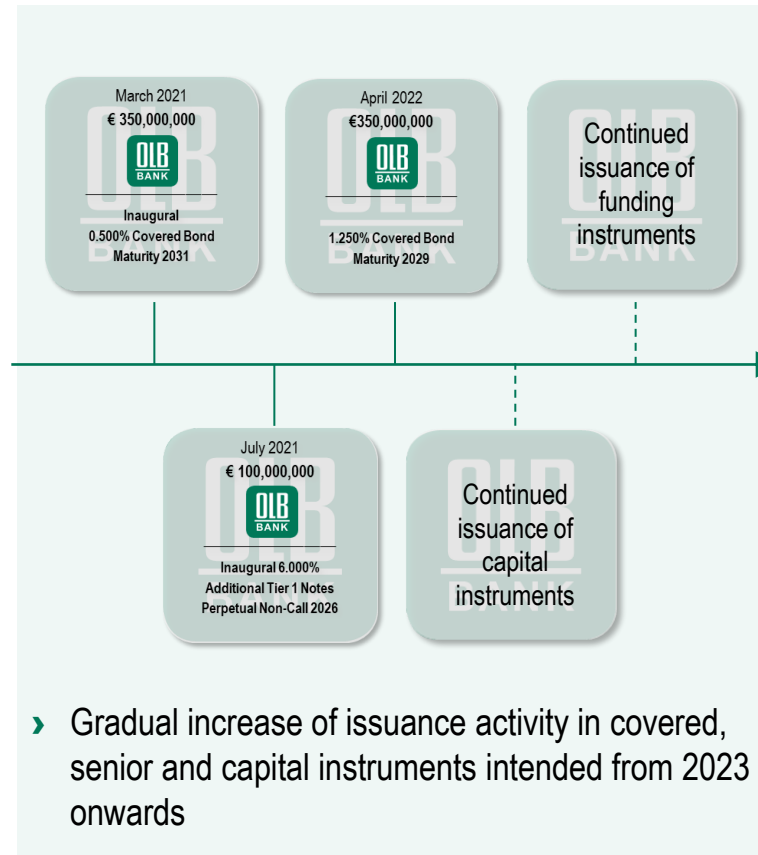 March 2021
€ 350,000,000
OLB
BANK
Inaugural
0.500% Covered Bond
Maturity 2031
April 2022
€350,000,000
OLB
BANK
1.250% Covered Bond
Maturity 2029
Continued
issuance of
funding
instruments
July 2021
€ 100,000,000
OLB
BANK
Inaugural 6.000%
Additional Tier 1 Notes
Perpetual Non-Call 2026
Continued
issuance of
capital
instruments
› Gradual increase of issuance activity in covered,
senior and capital instruments intended from 2023
onwards